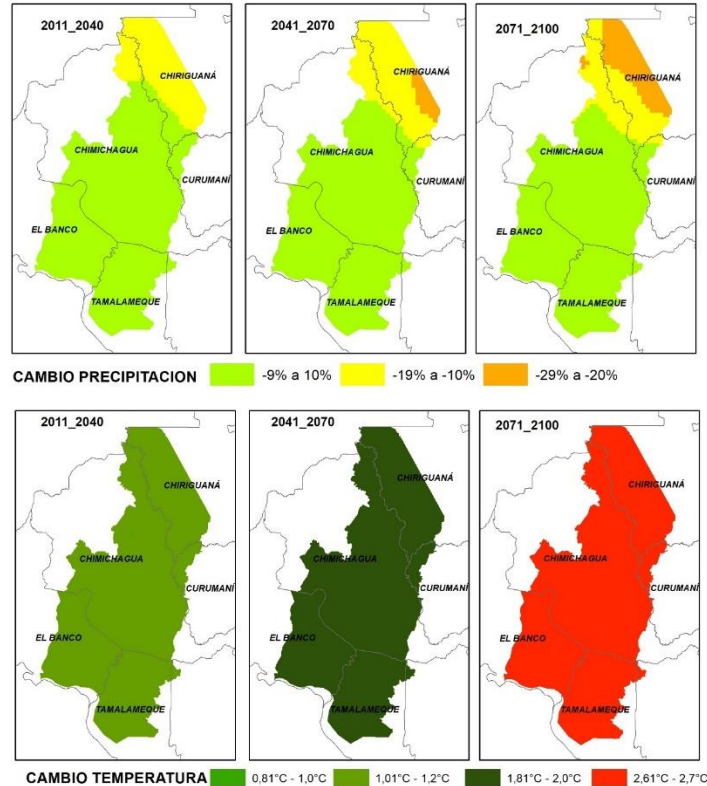 2011_2040
CHIRIGUANÁ
CHIMICHAGUA
CURUMANÍ
EL BANCO
TAMALAMEQUE
2041_2070
CHIRIGUANÁ
CHIMICHAGUA
CURUMANÍ
EL BANCO
TAMALAMEQUE
2071_2100
CHIRIGUANÁ
CHIMICHAGUA
CURUMANÍ
EL BANCO
TAMALAMEQUE
CAMBIO PRECIPITACION -9% a 10% -19% a -10% -29% a -20%
2011_2040
CHIRIGUANÁ
CHIMICHAGUA
CURUMANÍ
EL BANCO
TAMALAMEQUE
2041_2070
CHIRIGUANÁ
CHIMICHAGUA
CURUMANÍ
EL BANCO
TAMALAMEQUE
2071_2100
CHIRIGUANÁ
CHIMICHAGUA
CURUMANÍ
EL BANCO
TAMALAMEQUE
CAMBIO TEMPERATURA 0,81°C - 1,0°C 1,01°C - 1,2°C 1,81°C - 2,0°C 2,61°C - 2,7°C